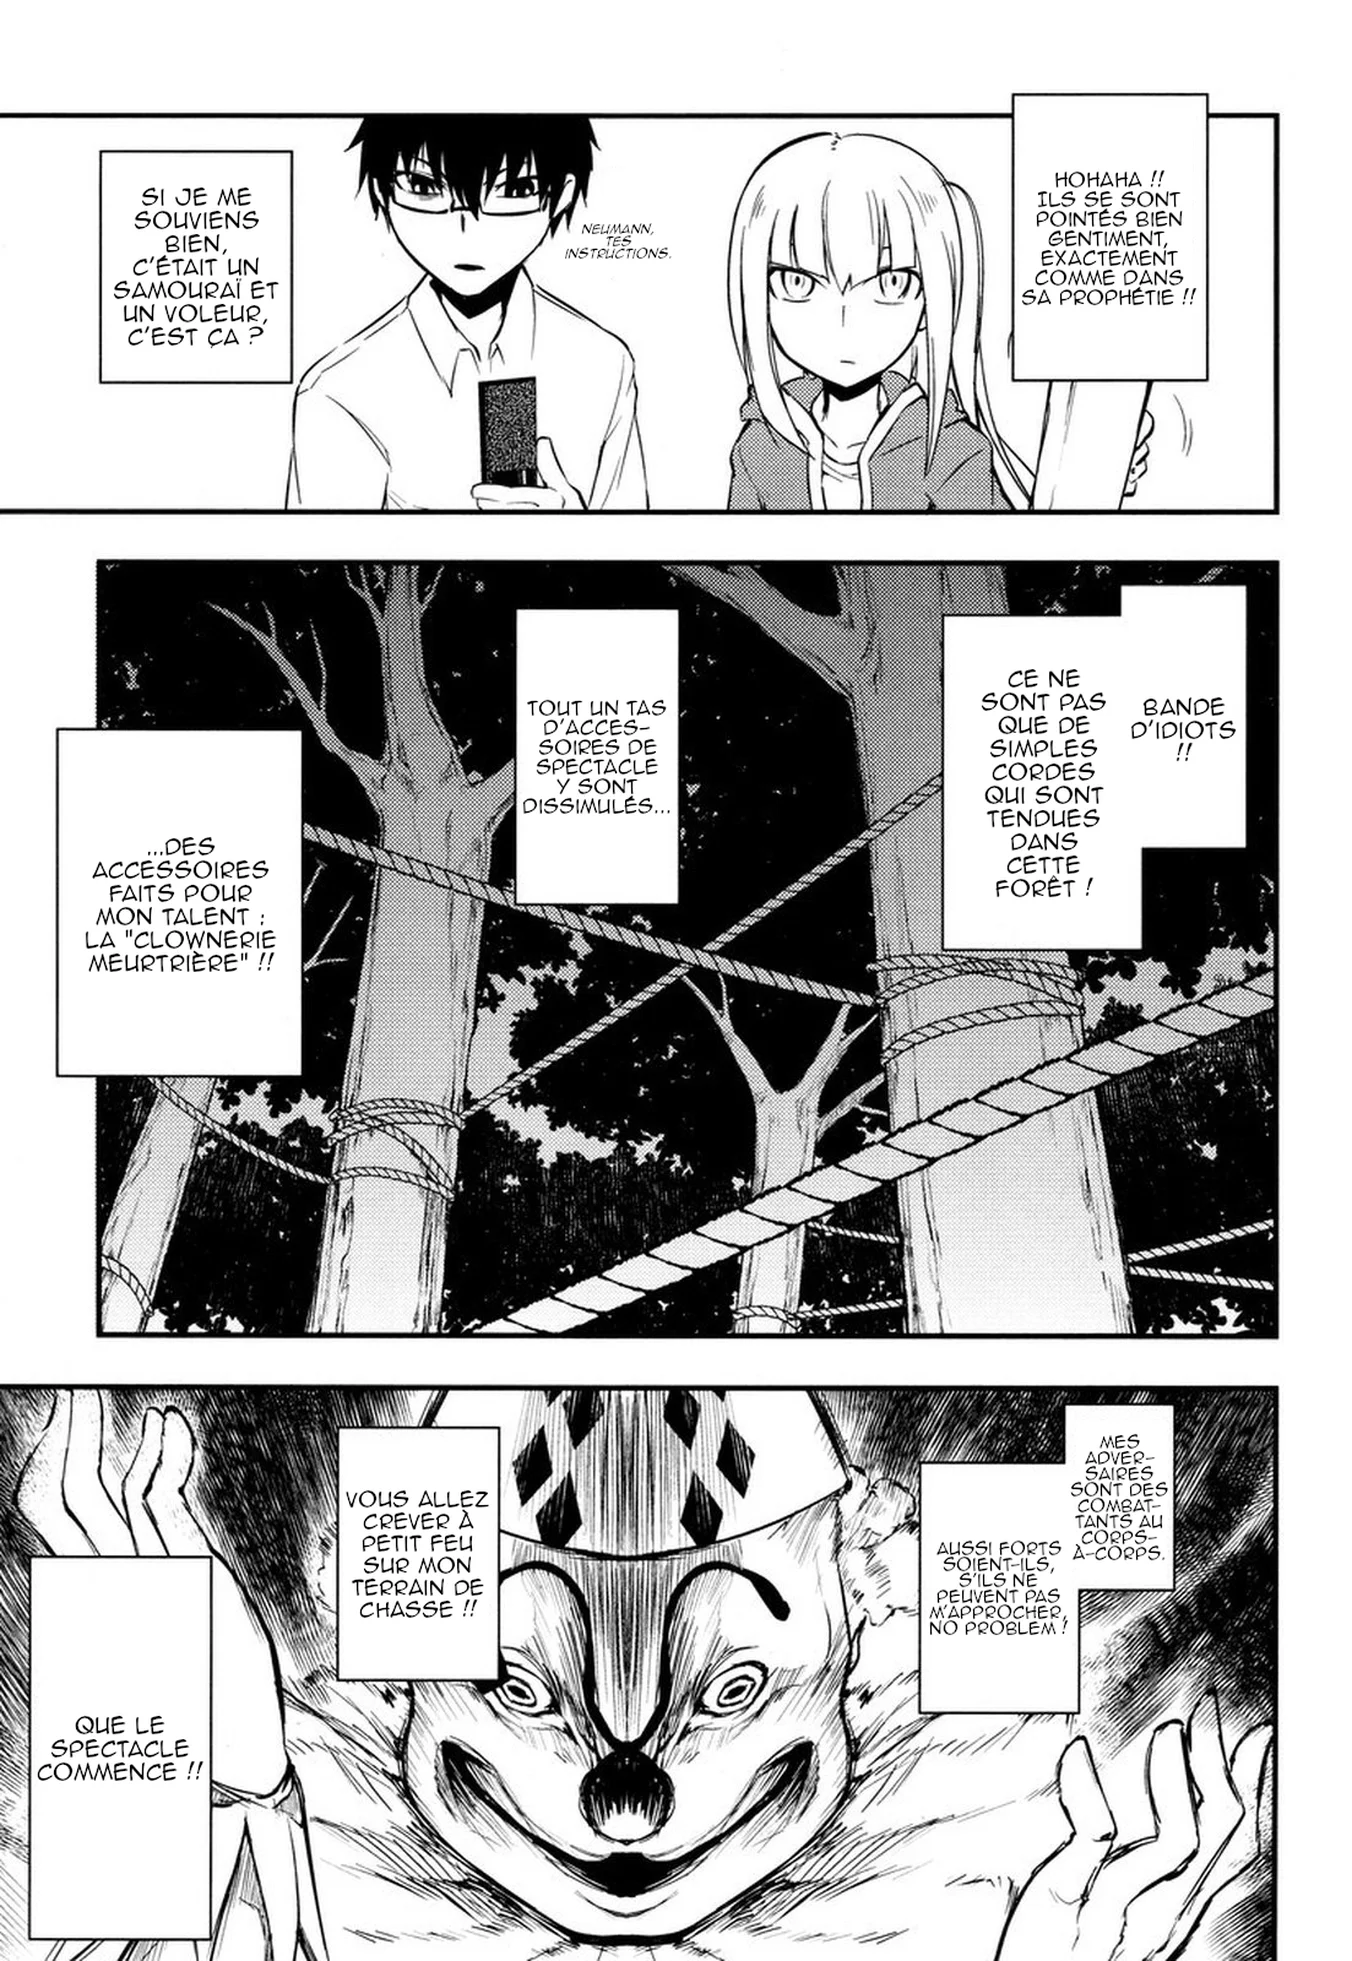 HOHAHA !!
ILS SE SONT
POINTÉS BIEN
GENTIMENT,
EXACTEMENT
COMME DANS
SA PROPHÉTIE !!
NEUMANN,
TES
INSTRUCTIONS.
SI JE ME
SOUVIENS
BIEN,
C'ÉTAIT UN
SAMOURAÏ ET
UN VOLEUR,
C'EST ÇA ?
BANDE
D'IDIOTS
!!
CE NE
SONT PAS
QUE DE
SIMPLES
CORDES
QUI SONT
TENDUES
DANS
CETTE
FORÊT !
TOUT UN TAS
D'ACCES-
SOIRES DE
SPECTACLE
Y SONT
DISSIMULÉS...
...DES
ACCESSOIRES
FAITS POUR
MON TALENT :
LA "CLOWNERIE
MEURTRIÈRE" !!
MES
ADVER-
SAIRES
SONT DES
COMBAT-
TANTS AU
CORPS-
À-CORPS.
AUSSI FORTS
SOIENT-ILS,
S'ILS NE
PEUVENT PAS
M'APPROCHER,
NO PROBLEM !
VOUS ALLEZ
CREVER À
PETIT FEU
SUR MON
TERRAIN DE
CHASSE !!
QUE LE
SPECTACLE
COMMENCE !!